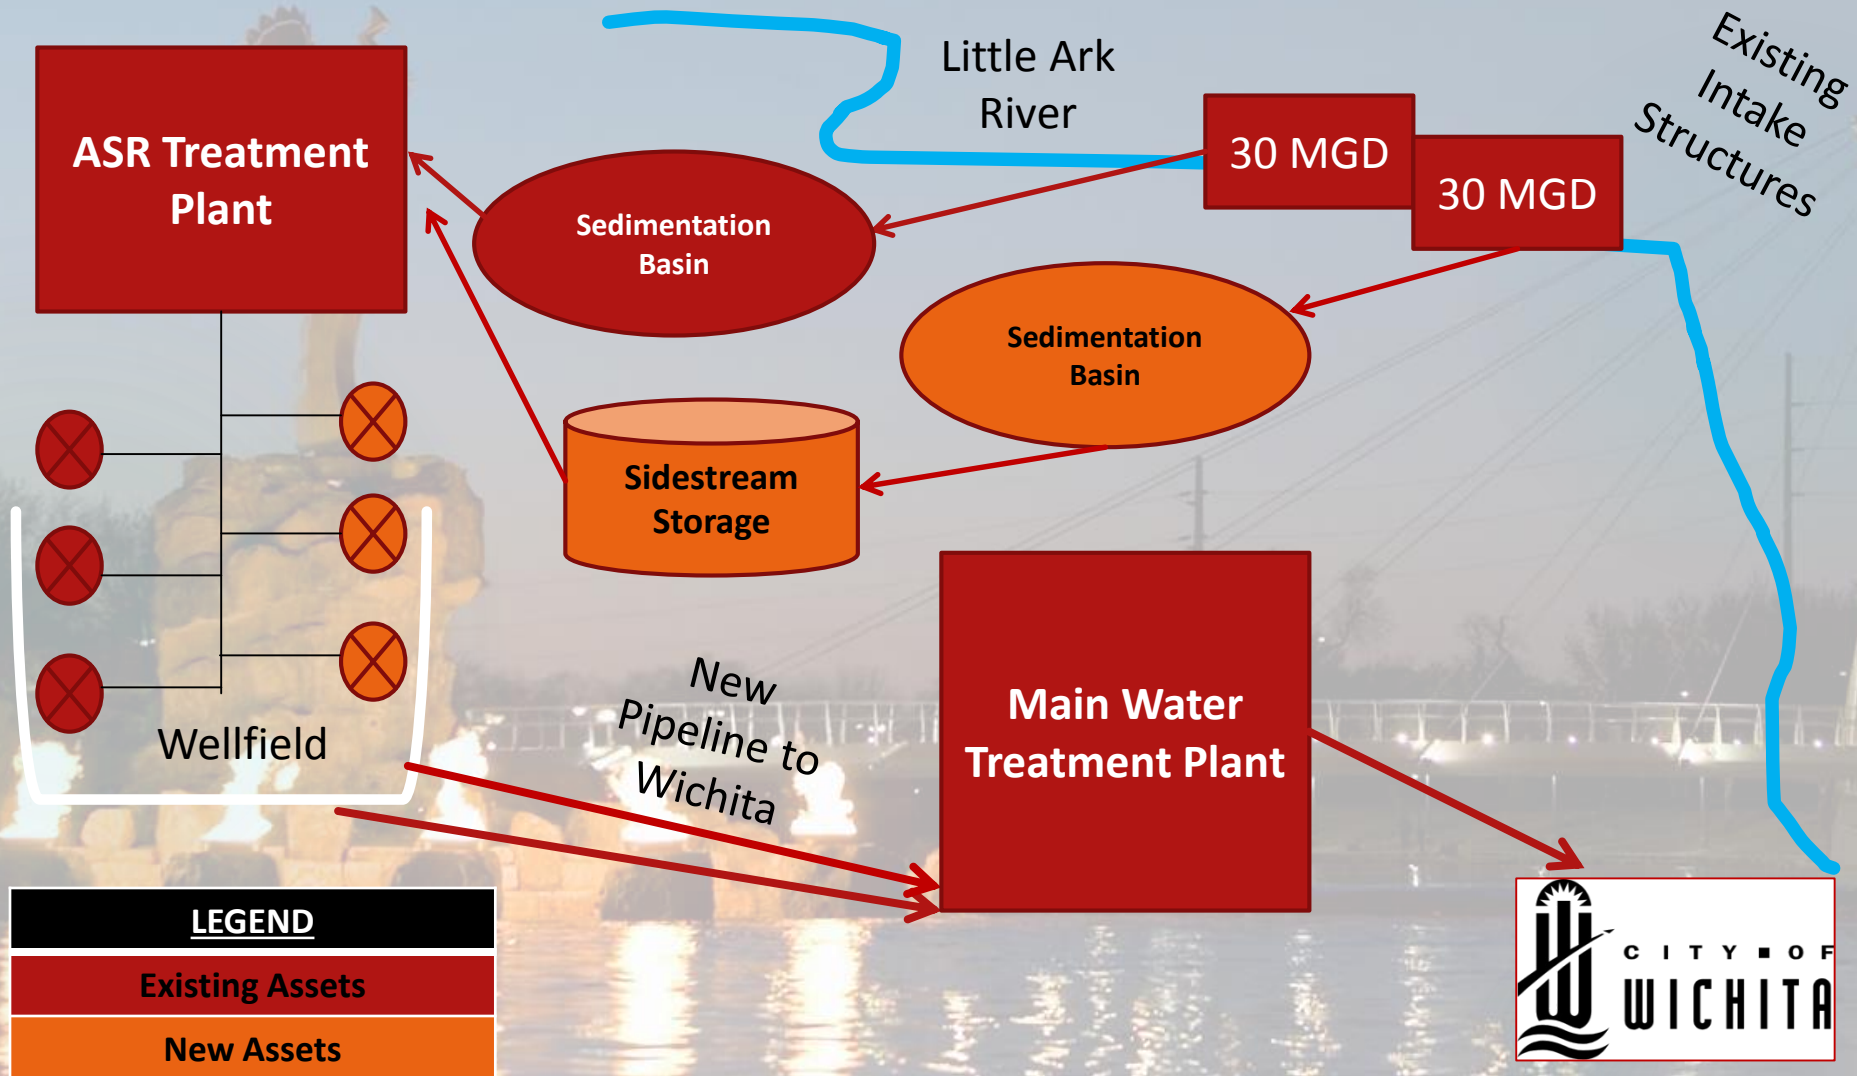 Little Ark
River
Existing
Intake
Structures
ASR Treatment
Plant
30 MGD
30 MGD
Sedimentation
Basin
Sedimentation
Basin
Sidestream
Storage
Wellfield
New
Pipeline to
Wichita
Main Water
Treatment Plant
LEGEND
Existing Assets
New Assets
CITY OF
WICHITA